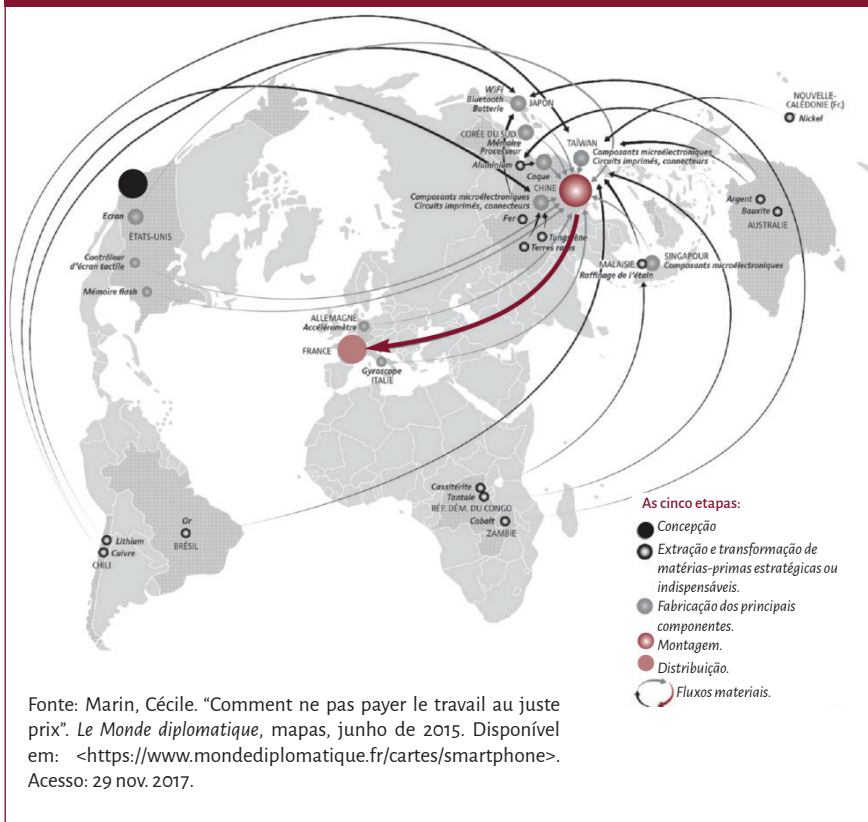 NOUVELLE-
CALÉDONIE (Fr.)
Nickel
WiFi
Bluetooth
Batterie
JAPON
CORÉE DU SUD
Mémoire
Processeur
Aluminium
Coque
CHINE
TAÏWAN
Composants microélectroniques
Circuits imprimés, connecteurs
Composants microélectroniques
Circuits imprimés, connecteurs
Fer
Tungstène
Terres rares
Argent
Bauxite
AUSTRALIE
MALAISIE
Raffinage de l'étain
SINGAPOUR
Composants microélectroniques
Ecran
ÉTATS-UNIS
Contrôleur
d'écran tactile
Mémoire flash
ALLEMAGNE
Accéléromètre
FRANCE
Gyroscope
ITALIE
Cassitérite
Tantale
RÉP. DÉM. DU CONGO
Cobalt
ZAMBIE
Or
BRÉSIL
Lithium
Cuivre
CHILI
As cinco etapas:
Concepção
Extração e transformação de
matérias-primas estratégicas ou
indispensáveis.
Fabricação dos principais
componentes.
Montagem.
Distribuição.
Fluxos materiais.
Fonte: Marin, Cécile. “Comment ne pas payer le travail au juste
prix”. Le Monde diplomatique, mapas, junho de 2015. Disponível
em: <https://www.mondediplomatique.fr/cartes/smartphone>.
Acesso: 29 nov. 2017.